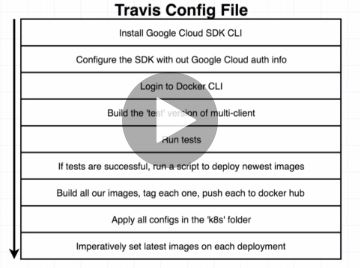 Travis Config File
Install Google Cloud SDK CLI
Configure the SDK with out Google Cloud auth info
Login to Docker CLI
Build the 'test' version of multi-client
Run tests
If tests are successful, run a script to deploy newest images
Build all our images, tag each one, push each to docker hub
Apply all configs in the 'k8s' folder
Imperatively set latest images on each deployment